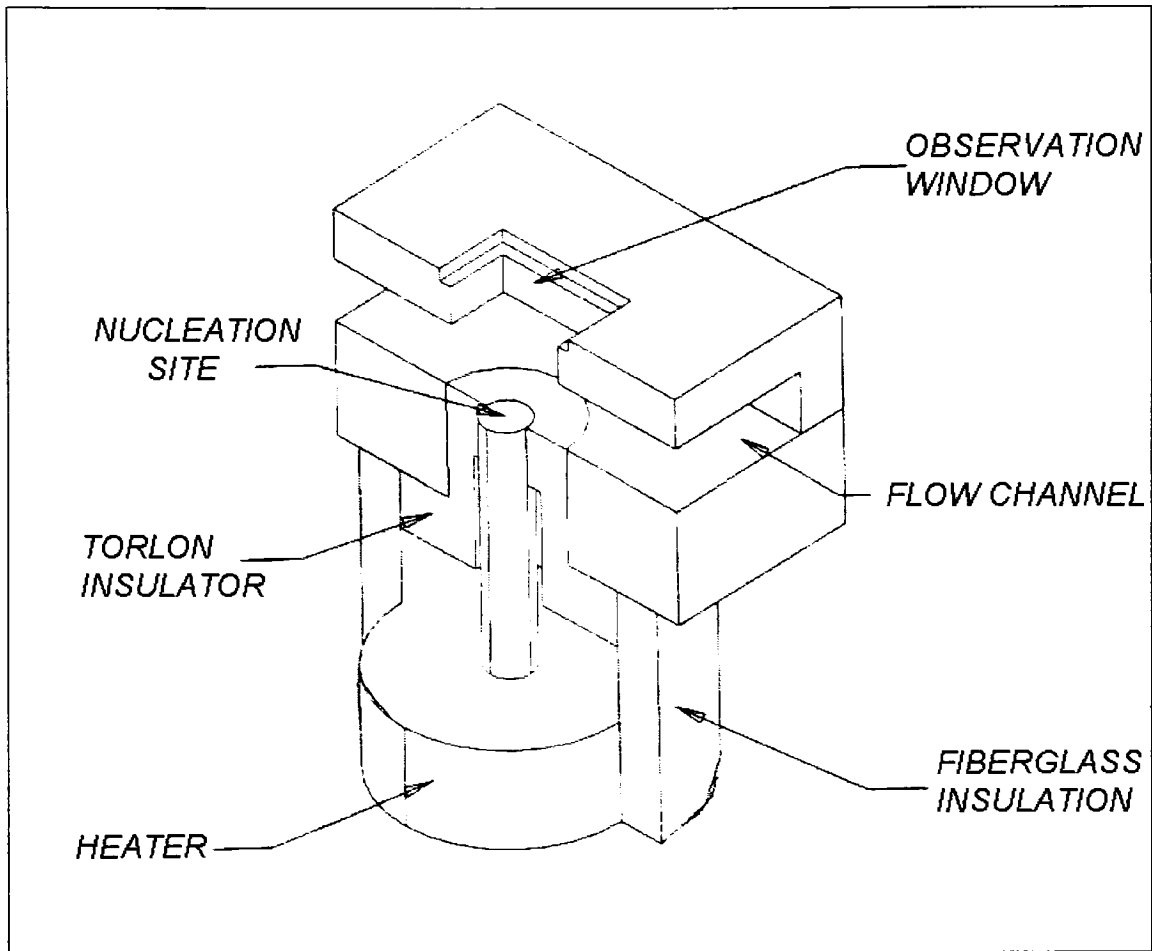 OBSERVATION
WINDOW
NUCLEATION
SITE
FLOW CHANNEL
TORLON
INSULATOR
FIBERGLASS
INSULATION
HEATER